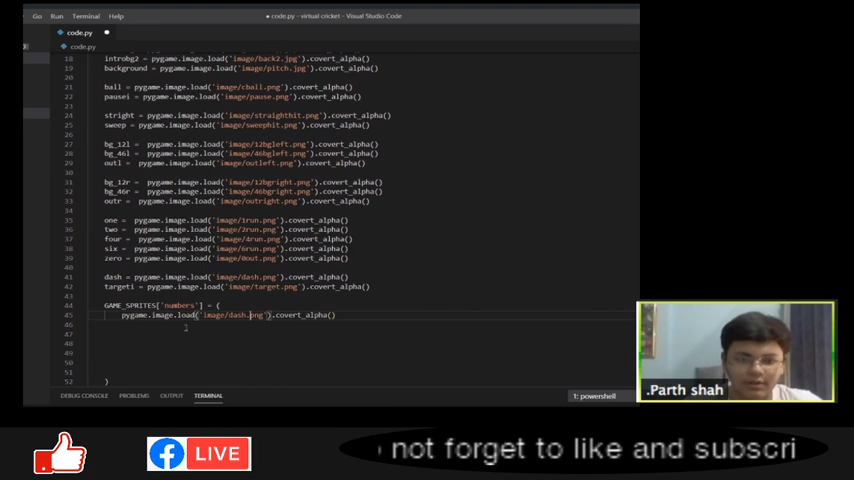 Go Run Terminal Help
● code.py - virtual cricket - Visual Studio Code
code.py ●
code.py
18 introbg2 = pygame.image.load('image/back2.jpg').covert_alpha()
19 background = pygame.image.load('image/pitch.jpg').covert_alpha()
20
21 ball = pygame.image.load('image/cball.png').covert_alpha()
22 pausei = pygame.image.load('image/pause.png').covert_alpha()
23
24 stright = pygame.image.load('image/straighthit.png').covert_alpha()
25 sweep = pygame.image.load('image/sweephit.png').covert_alpha()
26
27 bg_12l = pygame.image.load('image/12bgleft.png').covert_alpha()
28 bg_46l = pygame.image.load('image/46bgleft.png').covert_alpha()
29 outl = pygame.image.load('image/outleft.png').covert_alpha()
30
31 bg_12r = pygame.image.load('image/12bgright.png').covert_alpha()
32 bg_46r = pygame.image.load('image/46bgright.png').covert_alpha()
33 outr = pygame.image.load('image/outright.png').covert_alpha()
34
35 one = pygame.image.load('image/1run.png').covert_alpha()
36 two = pygame.image.load('image/2run.png').covert_alpha()
37 four = pygame.image.load('image/4run.png').covert_alpha()
38 six = pygame.image.load('image/6run.png').covert_alpha()
39 zero = pygame.image.load('image/0out.png').covert_alpha()
40
41 dash = pygame.image.load('image/dash.png').covert_alpha()
42 targeti = pygame.image.load('image/target.png').covert_alpha()
43
44 GAME_SPRITES['numbers'] = (
45 pygame.image.load('image/dash.png').covert_alpha()
46
47
48
49
50
51
52 )
DEBUG CONSOLE PROBLEMS OUTPUT TERMINAL 1: powershell
.Parth shah
LIVE
not forget to like and subscri